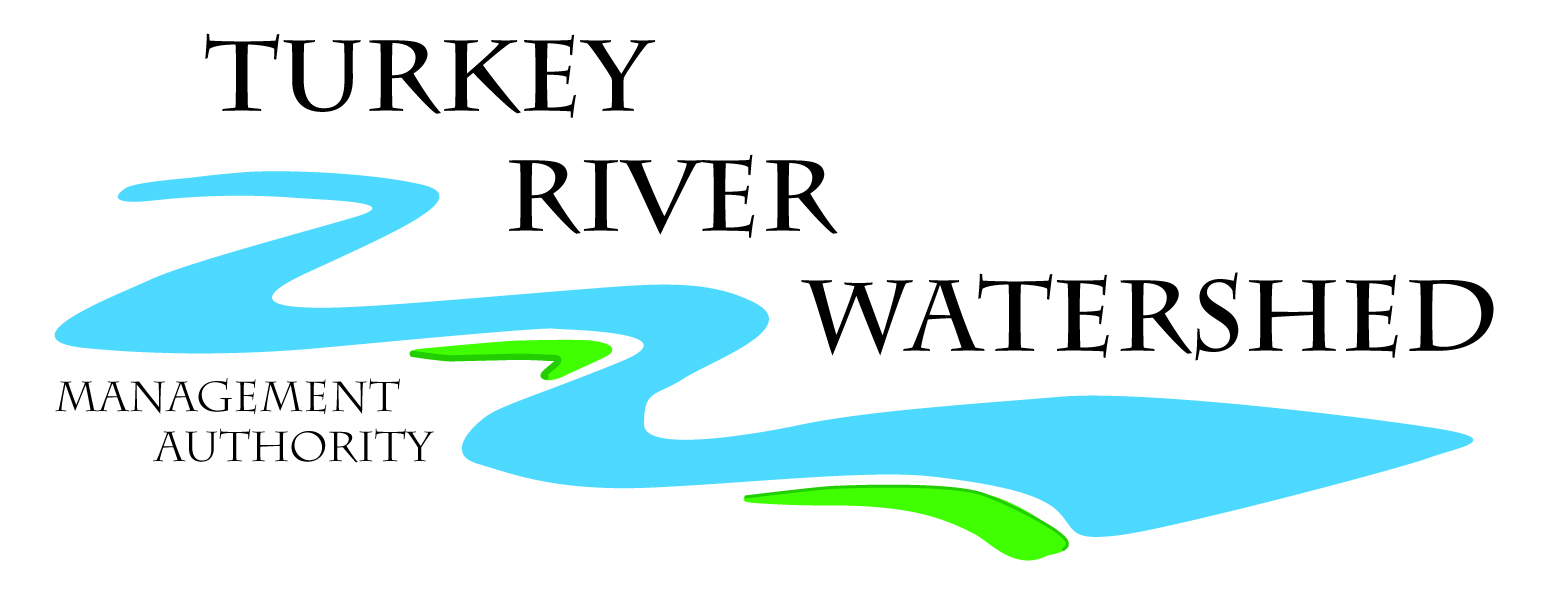 TURKEY
RIVER
WATERSHED
MANAGEMENT
AUTHORITY